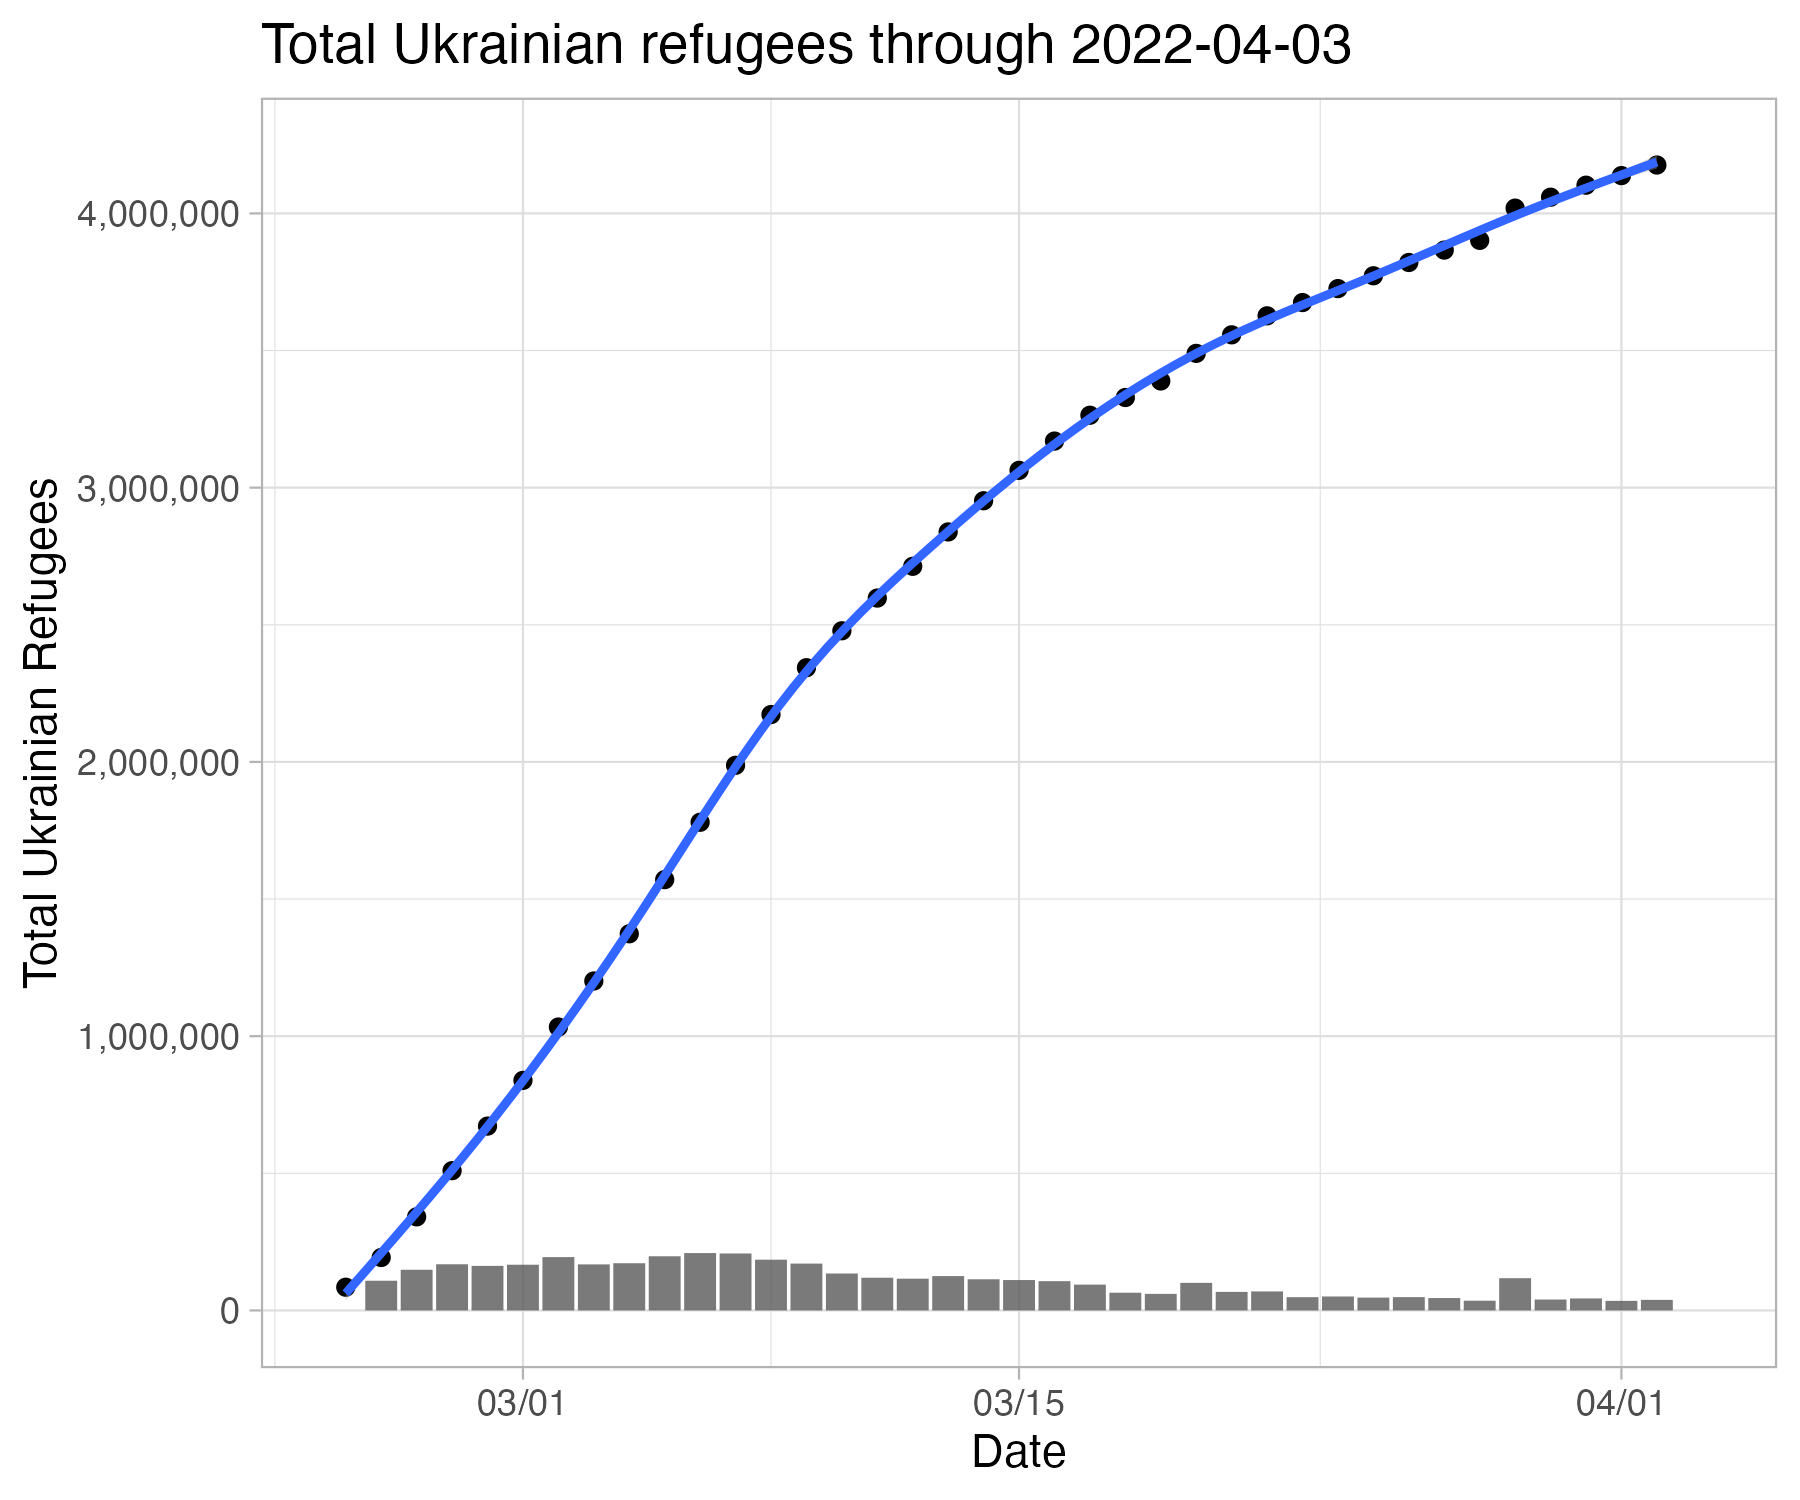 Total Ukrainian refugees through 2022-04-03
Total Ukrainian Refugees
4,000,000
3,000,000
2,000,000
1,000,000
0
03/01
03/15
04/01
Date